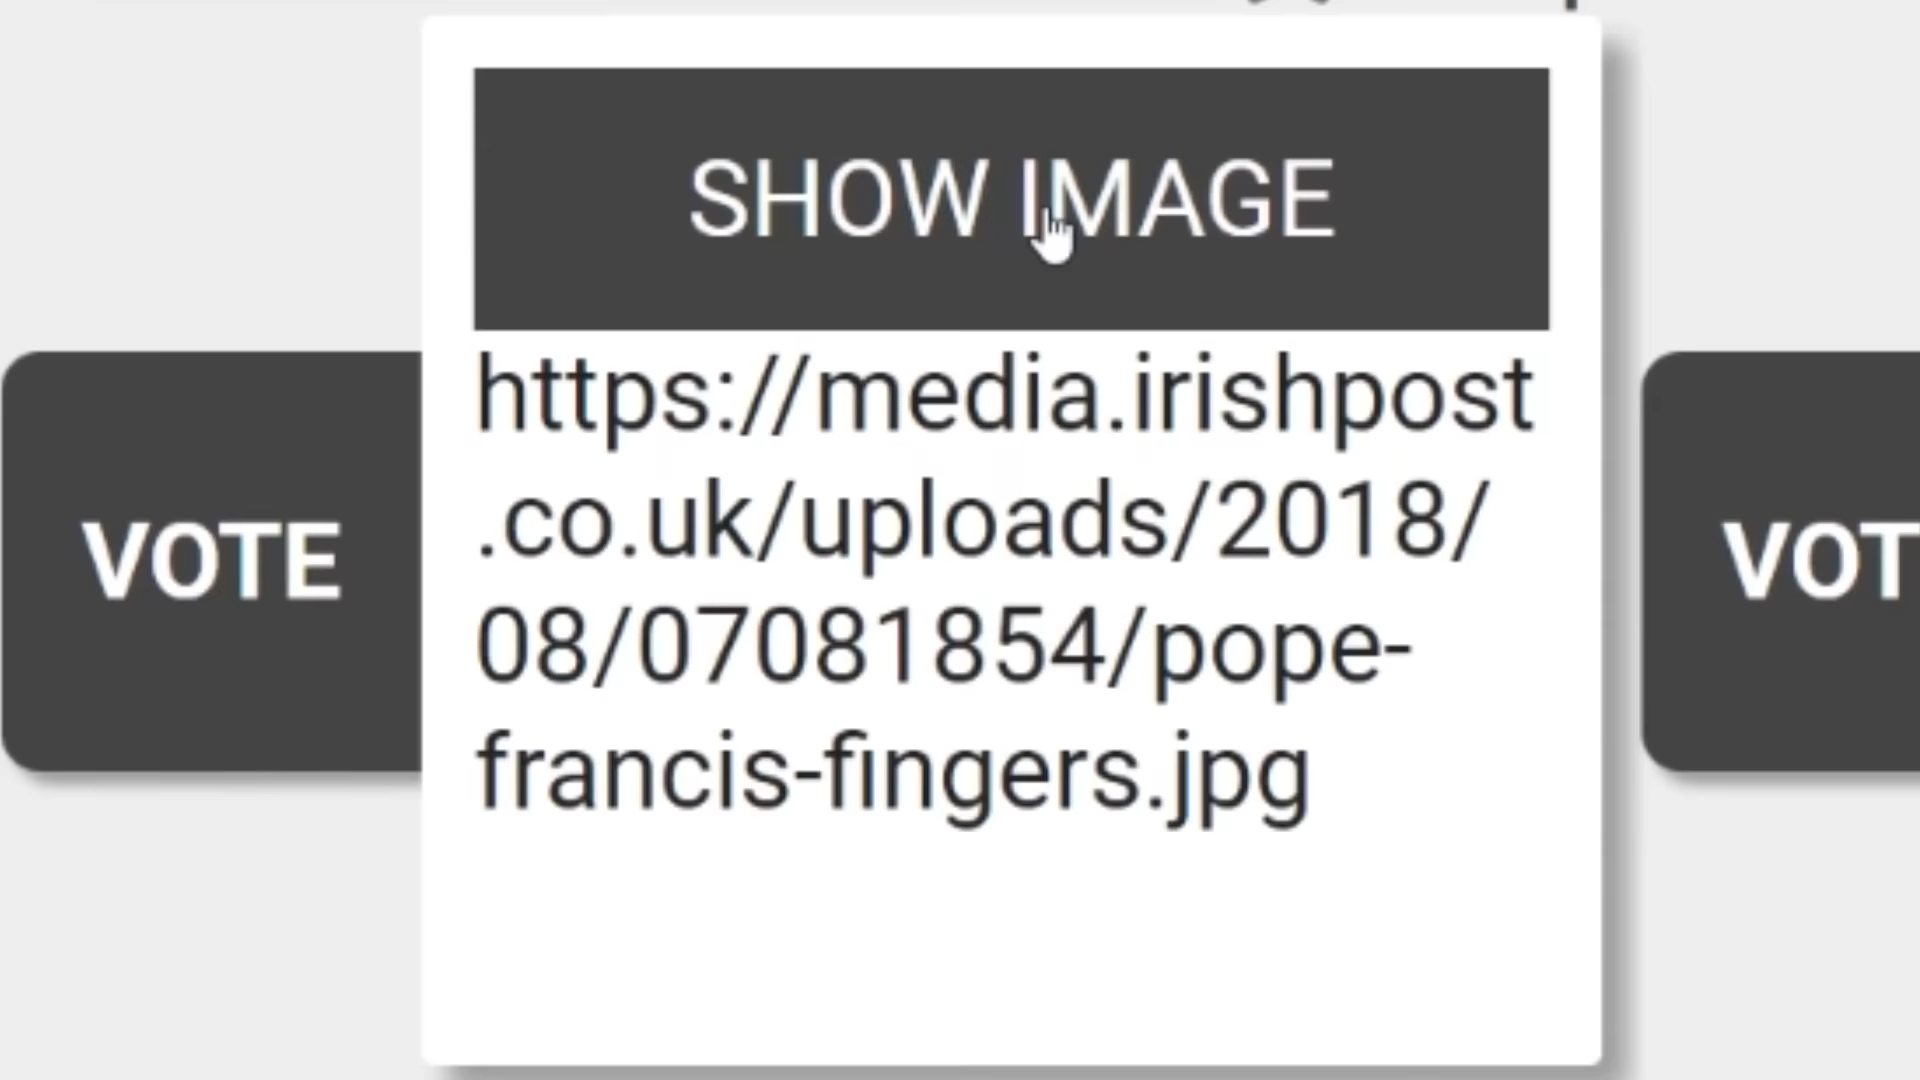 SHOW IMAGE
https://media.irishpost
.co.uk/uploads/2018/
08/07081854/pope-
francis-fingers.jpg
VOTE
VOT